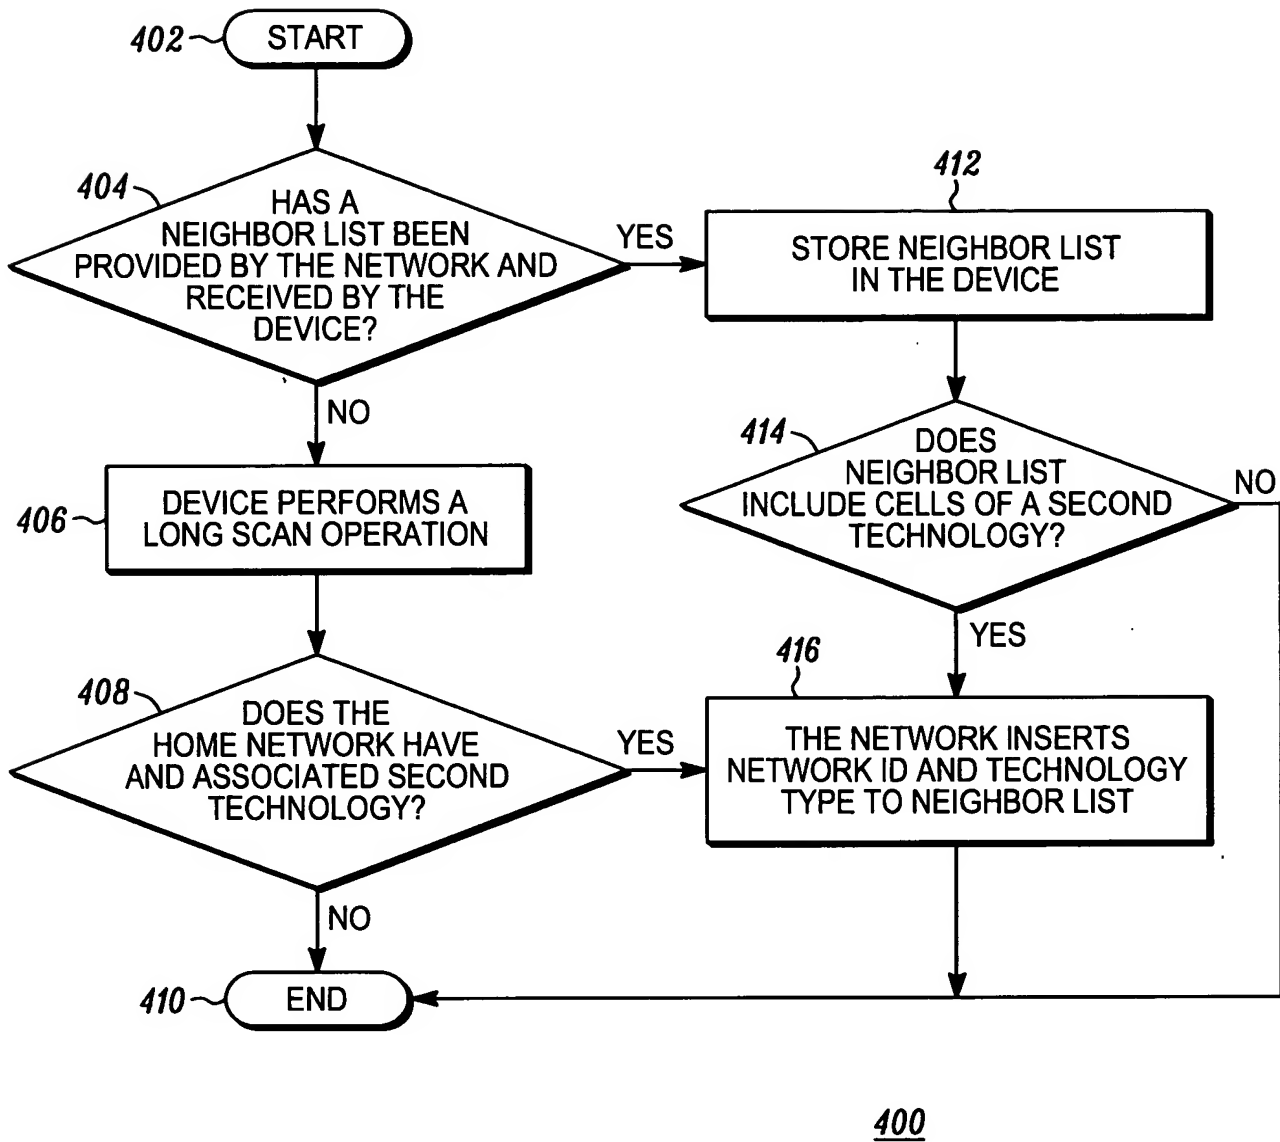 402
START
404
HAS A
NEIGHBOR LIST BEEN
PROVIDED BY THE NETWORK AND
RECEIVED BY THE
DEVICE?
YES
412
STORE NEIGHBOR LIST
IN THE DEVICE
NO
406
DEVICE PERFORMS A
LONG SCAN OPERATION
414
DOES
NEIGHBOR LIST
INCLUDE CELLS OF A SECOND
TECHNOLOGY?
NO
YES
408
DOES THE
HOME NETWORK HAVE
AND ASSOCIATED SECOND
TECHNOLOGY?
YES
416
THE NETWORK INSERTS
NETWORK ID AND TECHNOLOGY
TYPE TO NEIGHBOR LIST
NO
410
END
400